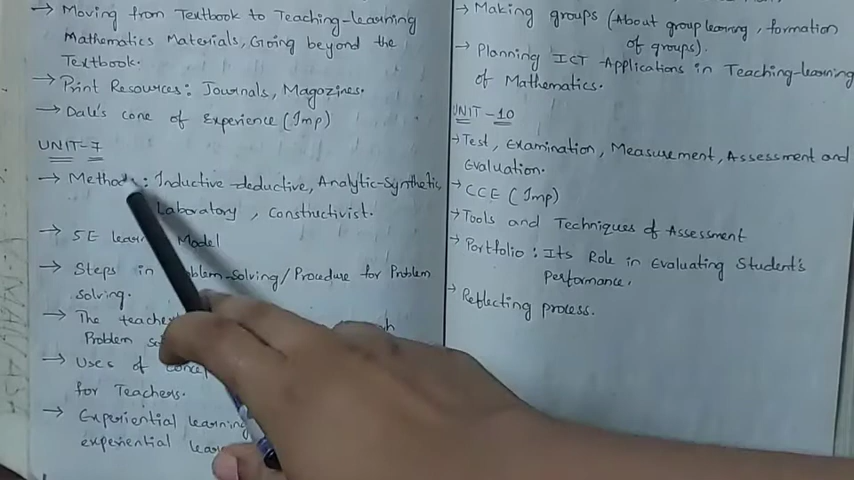 → Moving from Textbook to Teaching-learning
Mathematics Materials, Going beyond the
Textbook.
→ Print Resources: Journals, Magozines.
→ Dale's cone of Experience (Imp)
UNIT-7
→ Methods: Inductive-deductive, Analytic-Synthetic,
Laboratory, Constructivist.
→ 5E Model
→ Steps in Problem-Solving/Procedure for Problem
solving.
→ The
Problem
→ Uses of
for Teachers.
→ Experiential learning
experiential
→ Making groups (About group learning, formation
of groups).
→ Planning ICT-Applications in Teaching-learning
of Mathematics.
UNIT-10
→ Test, Examination, Measurement, Assessment and
Evaluation.
→ CCE (Imp)
→ Tools and Techniques of Assessment
→ Portfolio: Its Role in Evaluating Student's
Performance.
→ Reflecting process.